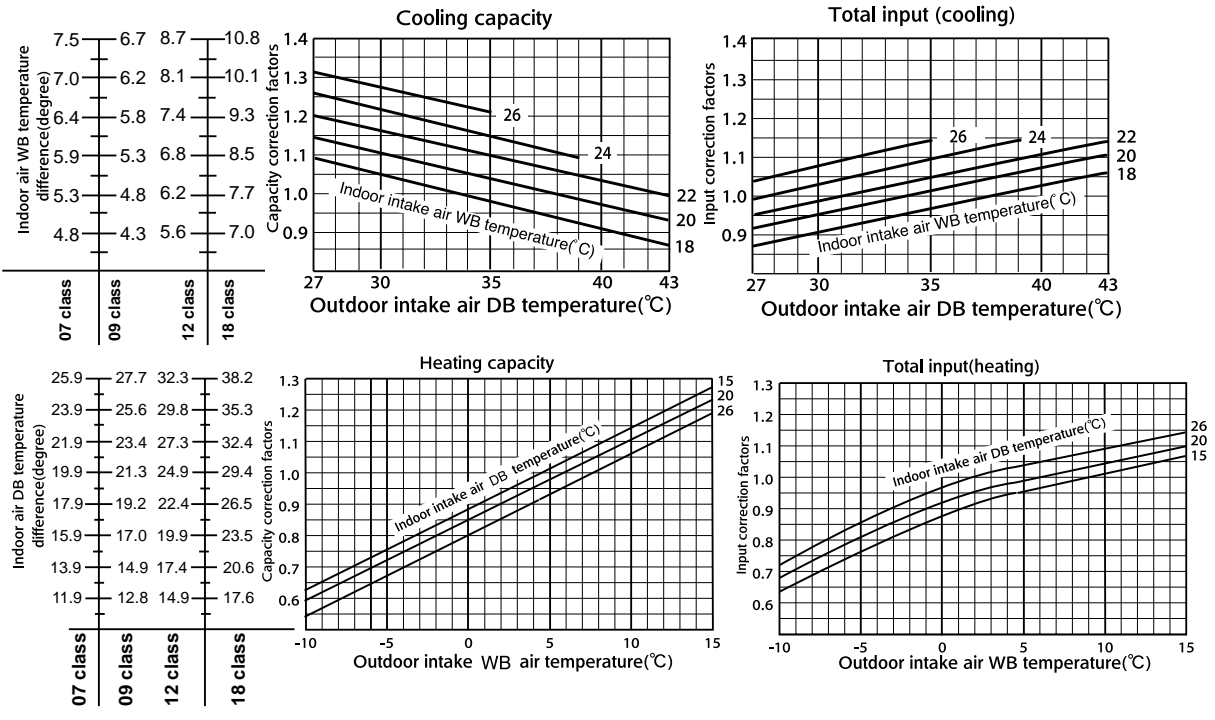 Cooling capacity
Indoor air WB temperature
difference(degree)
7.5 6.7 8.7 10.8
7.0 6.2 8.1 10.1
6.4 5.8 7.4 9.3
5.9 5.3 6.8 8.5
5.3 4.8 6.2 7.7
4.8 4.3 5.6 7.0
07 class
09 class
12 class
18 class
Capacity correction factors
1.4
1.3
1.2
1.1
1.0
0.9
26
24
22
20
18
Indoor intake air WB temperature(℃)
27 30 35 40 43
Outdoor intake air DB temperature(℃)
Total input (cooling)
Input correction factors
1.4
1.3
1.2
1.1
1.0
0.9
26 24 22
20
18
Indoor intake air WB temperature(℃)
27 30 35 40 43
Outdoor intake air DB temperature(℃)
Heating capacity
Indoor air DB temperature
difference(degree)
25.9 27.7 32.3 38.2
23.9 25.6 29.8 35.3
21.9 23.4 27.3 32.4
19.9 21.3 24.9 29.4
17.9 19.2 22.4 26.5
15.9 17.0 19.9 23.5
13.9 14.9 17.4 20.6
11.9 12.8 14.9 17.6
07 class
09 class
12 class
18 class
Capacity correction factors
1.3
1.2
1.1
1.0
0.9
0.8
0.7
0.6
15
20
26
Indoor intake air DB temperature(℃)
-10 -5 0 5 10 15
Outdoor intake WB air temperature(℃)
Total input(heating)
Input correction factors
1.3
1.2
1.1
1.0
0.9
0.8
0.7
0.6
26
20
15
Indoor intake air DB temperature(℃)
-10 -5 0 5 10 15
Outdoor intake air WB temperature(℃)